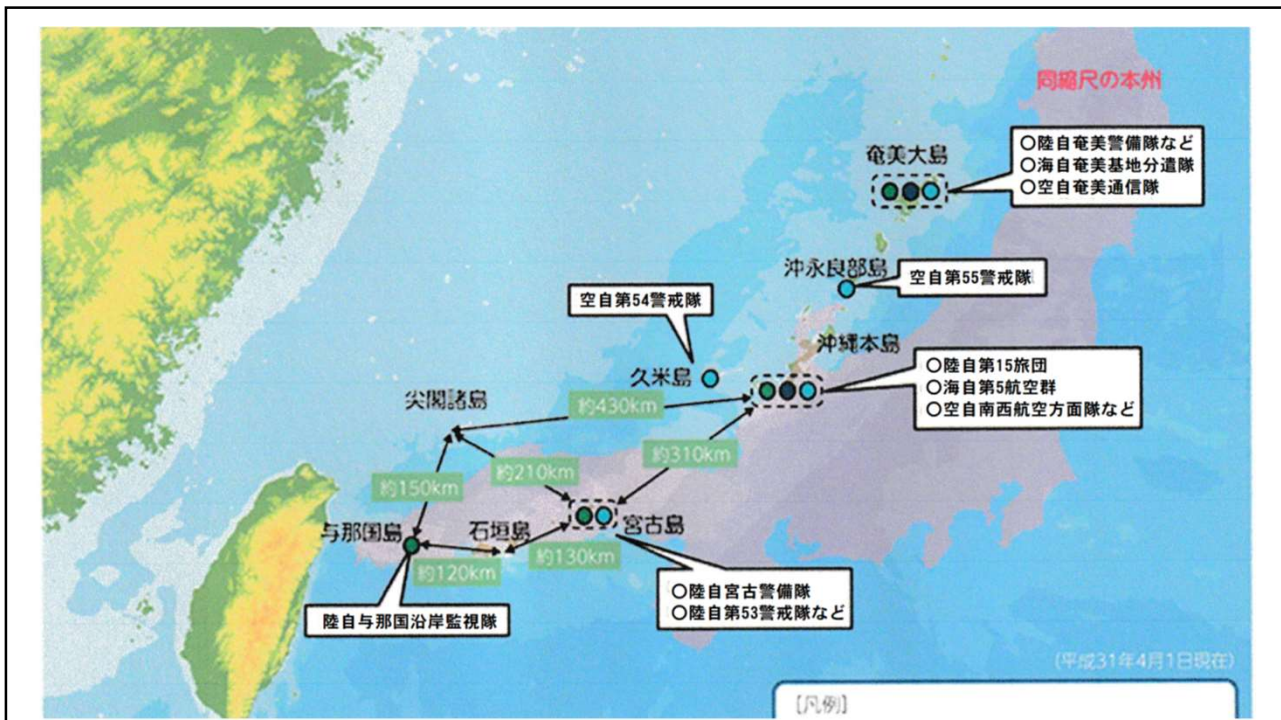 同縮尺の本州
奄美大島
○陸自奄美警備隊など
○海自奄美基地分遣隊
○空自奄美通信隊
沖永良部島
空自第55警戒隊
空自第54警戒隊
沖縄本島
久米島
○陸自第15旅団
○海自第5航空群
○空自南西航空方面隊など
尖閣諸島
約430km
約310km
約210km
約150km
与那国島
石垣島
宮古島
約130km
約120km
○陸自宮古警備隊
○陸自第53警戒隊など
陸自与那国沿岸監視隊
(平成31年4月1日現在)
【凡例】